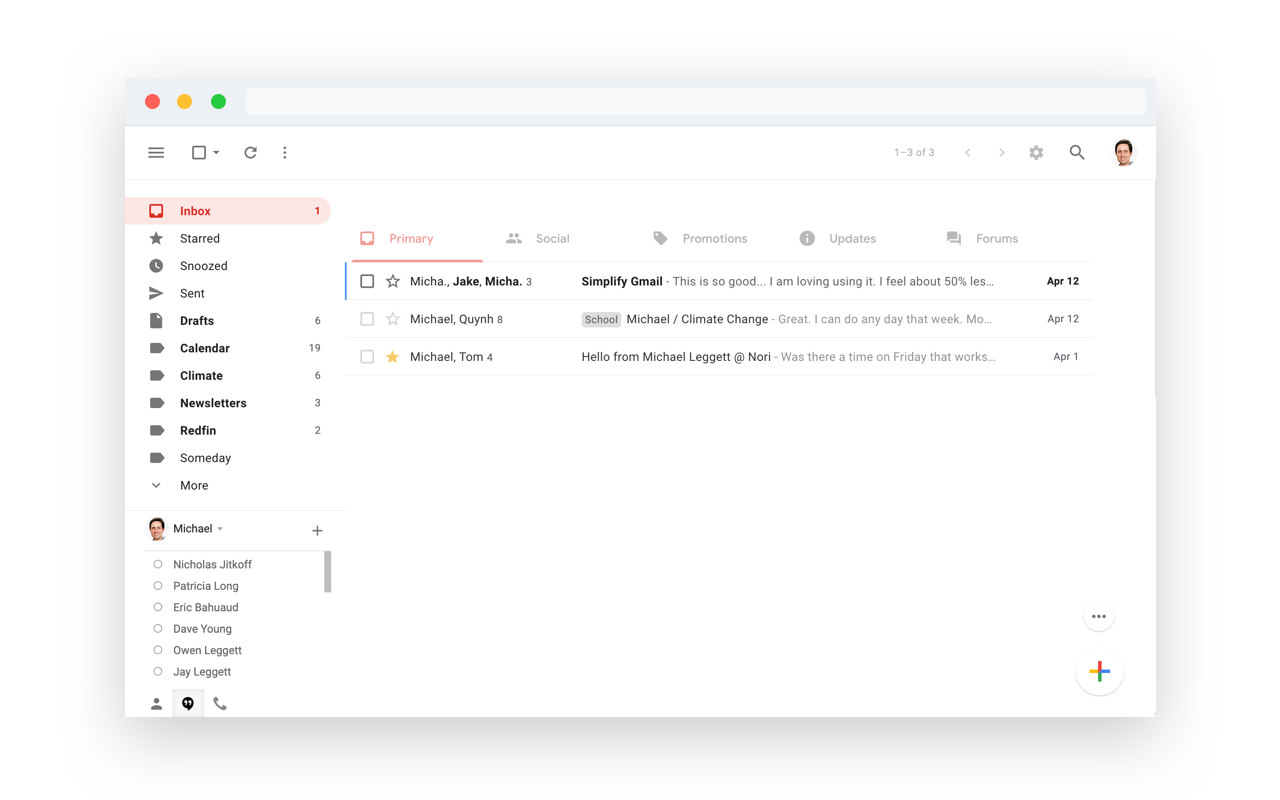 1–3 of 3
Inbox 1
Starred
Snoozed
Sent
Drafts 6
Calendar 19
Climate 6
Newsletters 3
Redfin 2
Someday
More
Michael
Nicholas Jitkoff
Patricia Long
Eric Bahuaud
Dave Young
Owen Leggett
Jay Leggett
Primary Social Promotions Updates Forums
Micha., Jake, Micha. 3 Simplify Gmail - This is so good... I am loving using it. I feel about 50% les... Apr 12
Michael, Quynh 8 School Michael / Climate Change - Great. I can do any day that week. Mo... Apr 12
Michael, Tom 4 Hello from Michael Leggett @ Nori - Was there a time on Friday that works... Apr 1